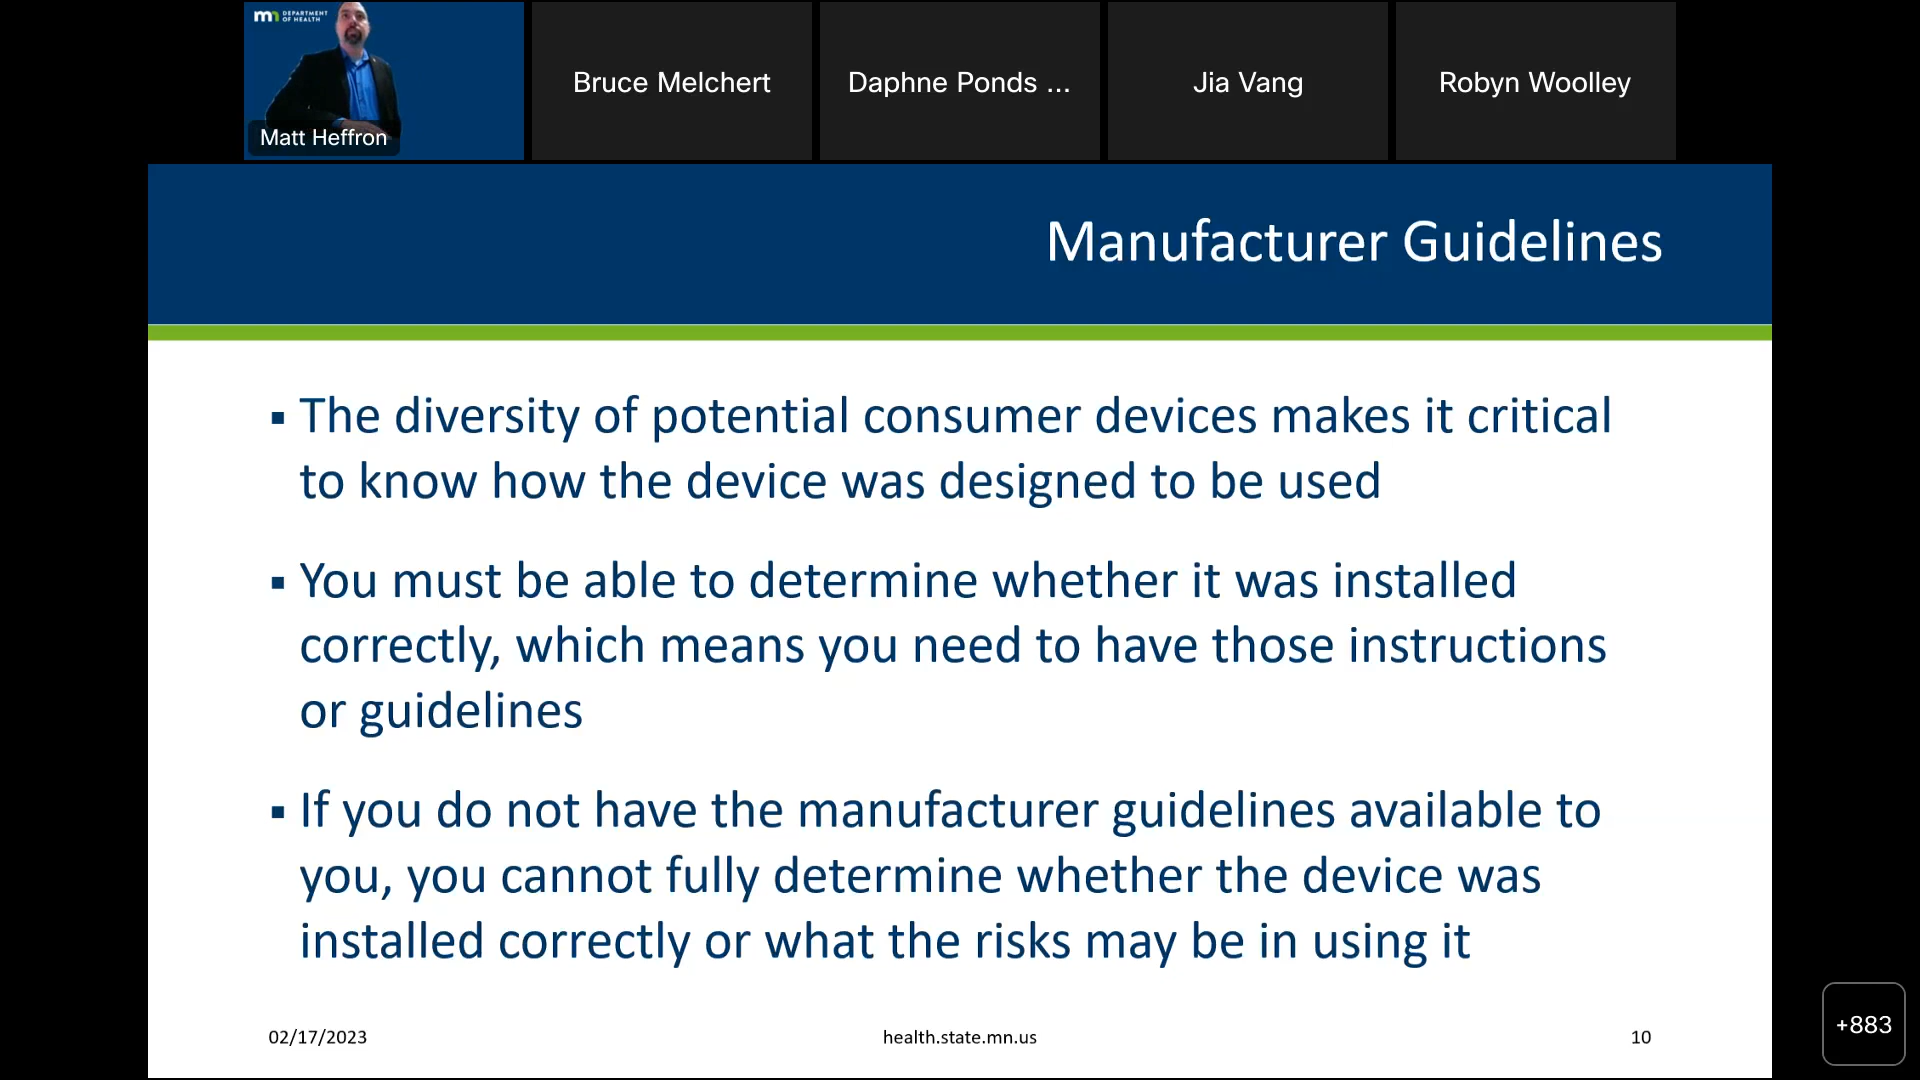 mn DEPARTMENT
OF HEALTH
Matt Heffron
Bruce Melchert
Daphne Ponds ...
Jia Vang
Robyn Woolley
Manufacturer Guidelines
▪ The diversity of potential consumer devices makes it critical
to know how the device was designed to be used
▪ You must be able to determine whether it was installed
correctly, which means you need to have those instructions
or guidelines
▪ If you do not have the manufacturer guidelines available to
you, you cannot fully determine whether the device was
installed correctly or what the risks may be in using it
02/17/2023
health.state.mn.us
10
+883